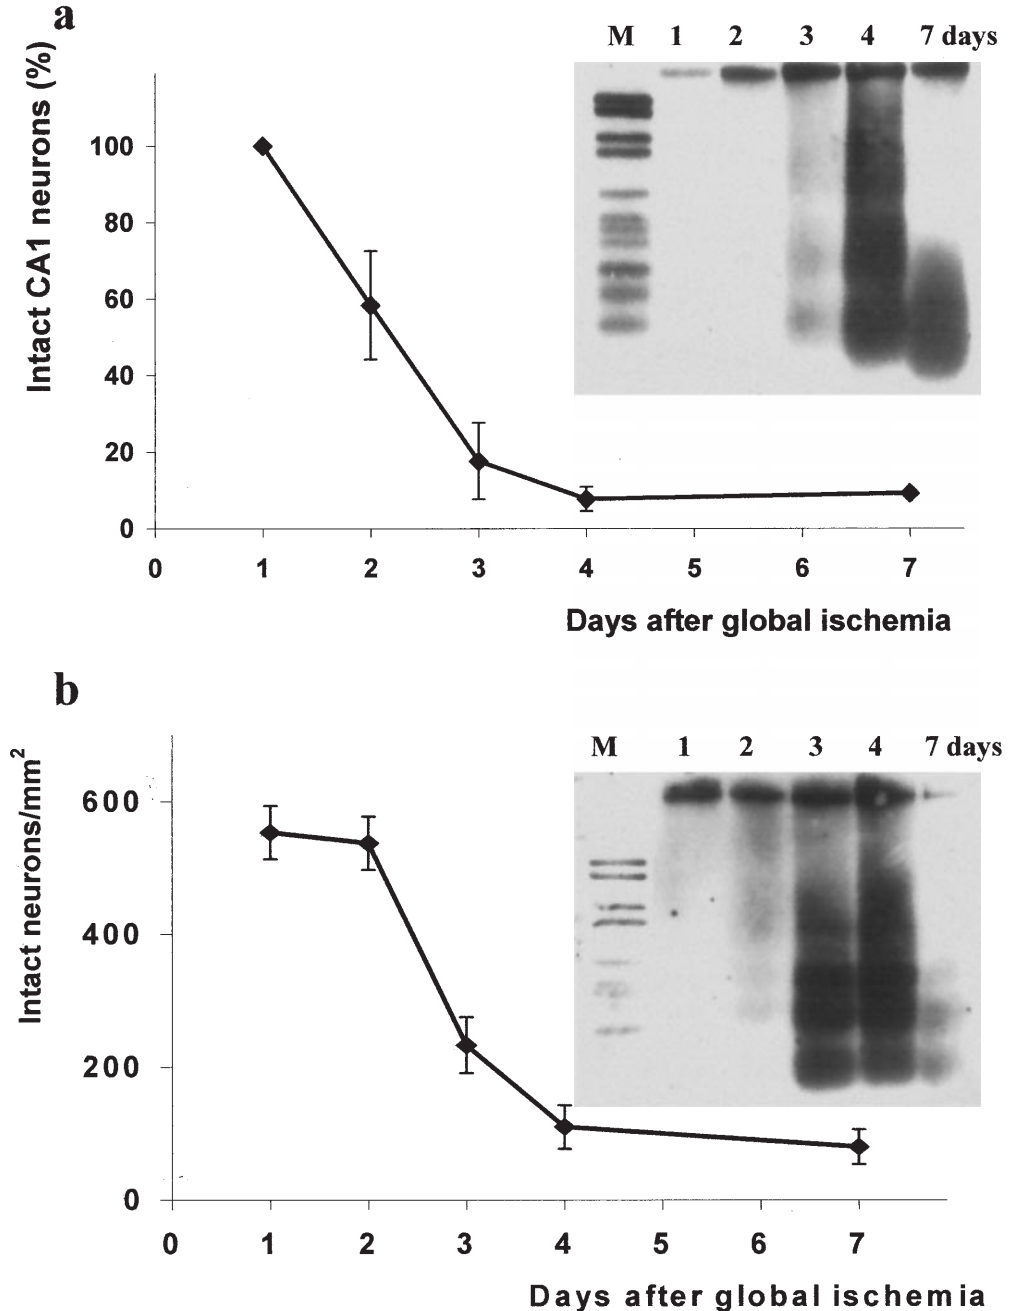 a
M 1 2 3 4 7 days
Intact CA1 neurons (%)
100
80
60
40
20
0
0 1 2 3 4 5 6 7
Days after global ischemia
b
M 1 2 3 4 7 days
Intact neurons/mm²
600
400
200
0
0 1 2 3 4 5 6 7
Days after global ischemia